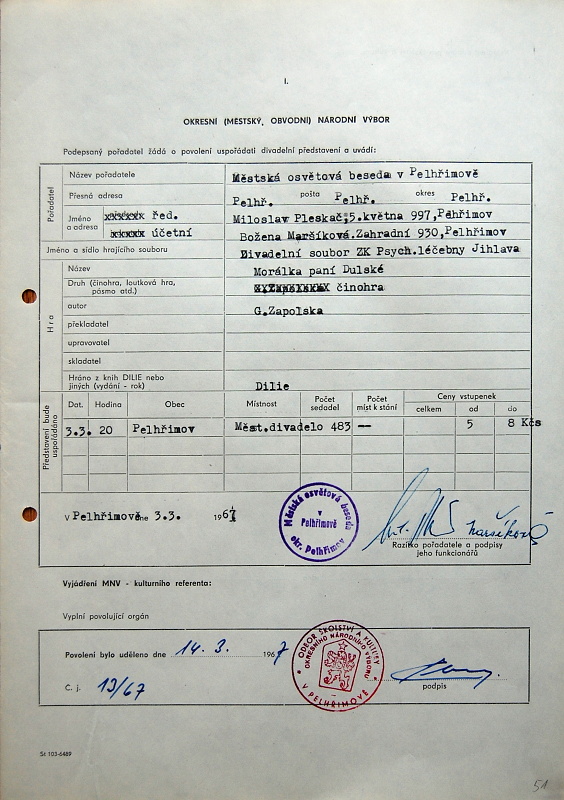 I.
OKRESNÍ (MĚSTSKÝ, OBVODNÍ) NÁRODNÍ VÝBOR
Podepsaný pořadatel žádá o povolení uspořádati divadelní představení a uvádí:
Pořadatel
Název pořadatele Městská osvětová beseda v Pelhřimově
Přesná adresa Pelhř. pošta Pelhř. okres Pelhř.
Jméno a adresa xxxxxx řed. Miloslav Pleskač,5.května 997,Pelhřimov
xxxxxx účetní Božena Maršíková.Zahradní 930,Pelhřimov
Jméno a sídlo hrajícího souboru Divadelní soubor ZK Psych.léčebny Jihlava
Hra
Název Morálka paní Dulské
Druh (činohra, loutková hra, pásmo atd.) činohra
autor G.Zapolska
překladatel
upravovatel
skladatel
Hráno z knih DILIE nebo jiných (vydání - rok) Dilie
Představení bude uspořádáno
Dat. Hodina Obec Místnost Počet sedadel Počet míst k stání Ceny vstupenek
celkem od do
3.3. 20 Pelhřimov Měst.divadelo 483 -- 5 8 Kčs
V Pelhřimově dne 3.3. 1967
Městská osvětová beseda
v
Pelhřimově
okr. Pelhřimov
Maršíková
Razítko pořadatele a podpisy
jeho funkcionářů
Vyjádření MNV - kulturního referenta:
Vyplní povolující orgán
Povolení bylo uděleno dne 14. 3. 1967
ODBOR ŠKOLSTVÍ A KULTURY
OKRESNÍHO NÁRODNÍHO VÝBORU
V PELHŘIMOVĚ
Č. j. 13/67
podpis
St 103-6489
51